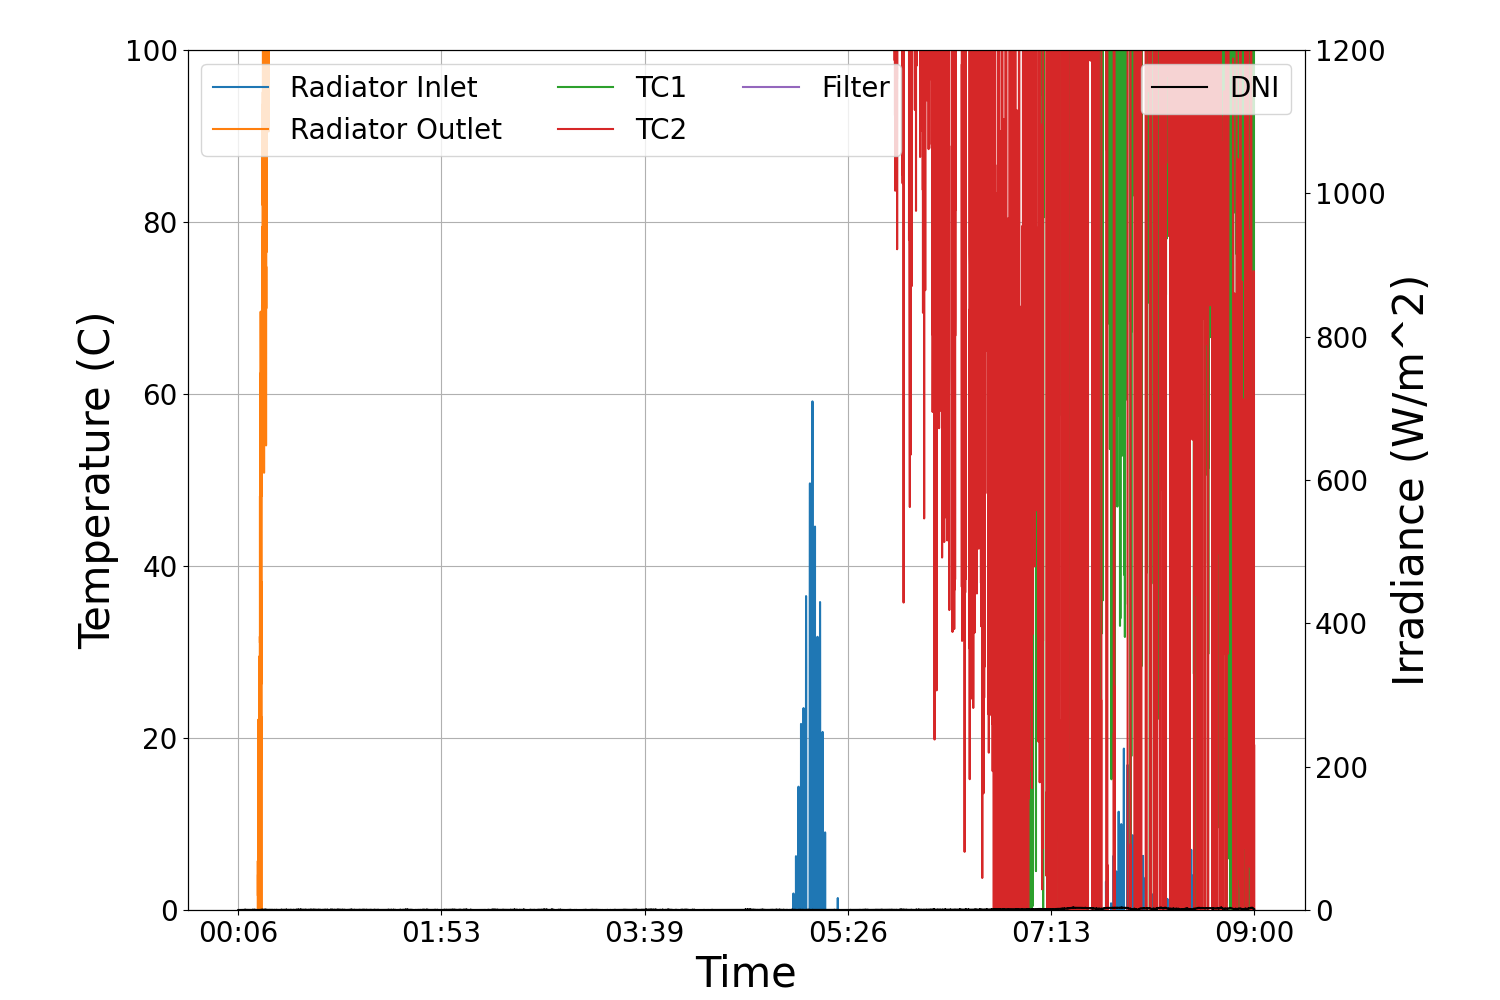 100
80
60
40
20
0
Temperature (C)
Radiator Inlet
Radiator Outlet
TC1
TC2
Filter
DNI
1200
1000
800
600
400
200
0
Irradiance (W/m^2)
00:06 01:53 03:39 05:26 07:13 09:00
Time